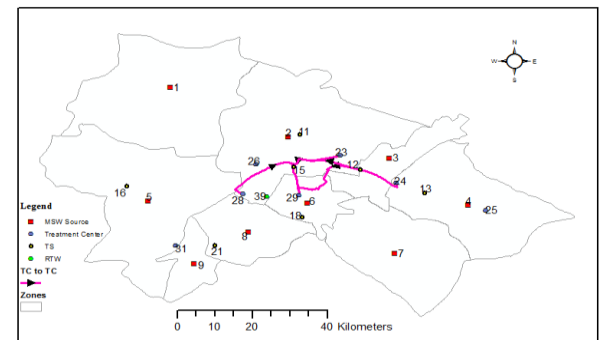 N
W E
S
1
2 11
23
26 15 12 3
24
16 5 28 39 29 6 13 4 25
18
8
31 21 7
9
Legend
MSW Source
Treatment Center
TS
RTW
TC to TC
Zones
0 10 20 40 Kilometers